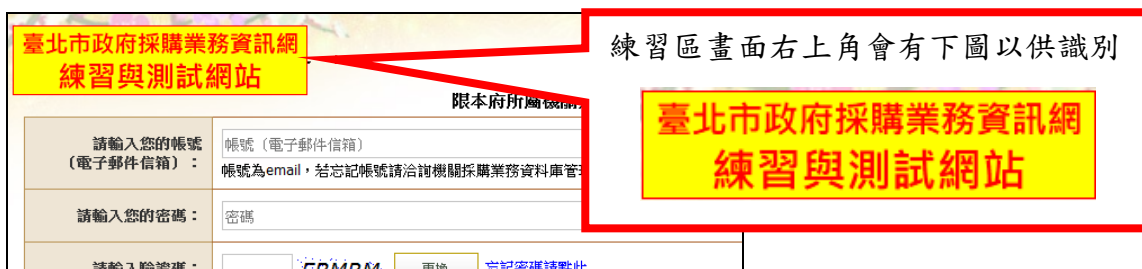 臺北市政府採購業務資訊網
練習與測試網站
限本府所屬機關
請輸入您的帳號
(電子郵件信箱)：
帳號（電子郵件信箱）
帳號為email，若忘記帳號請洽詢機關採購業務資料庫管
請輸入您的密碼：
密碼
請輸入驗證碼：
更換
忘記密碼請點此
練習區畫面右上角會有下圖以供識別
臺北市政府採購業務資訊網
練習與測試網站